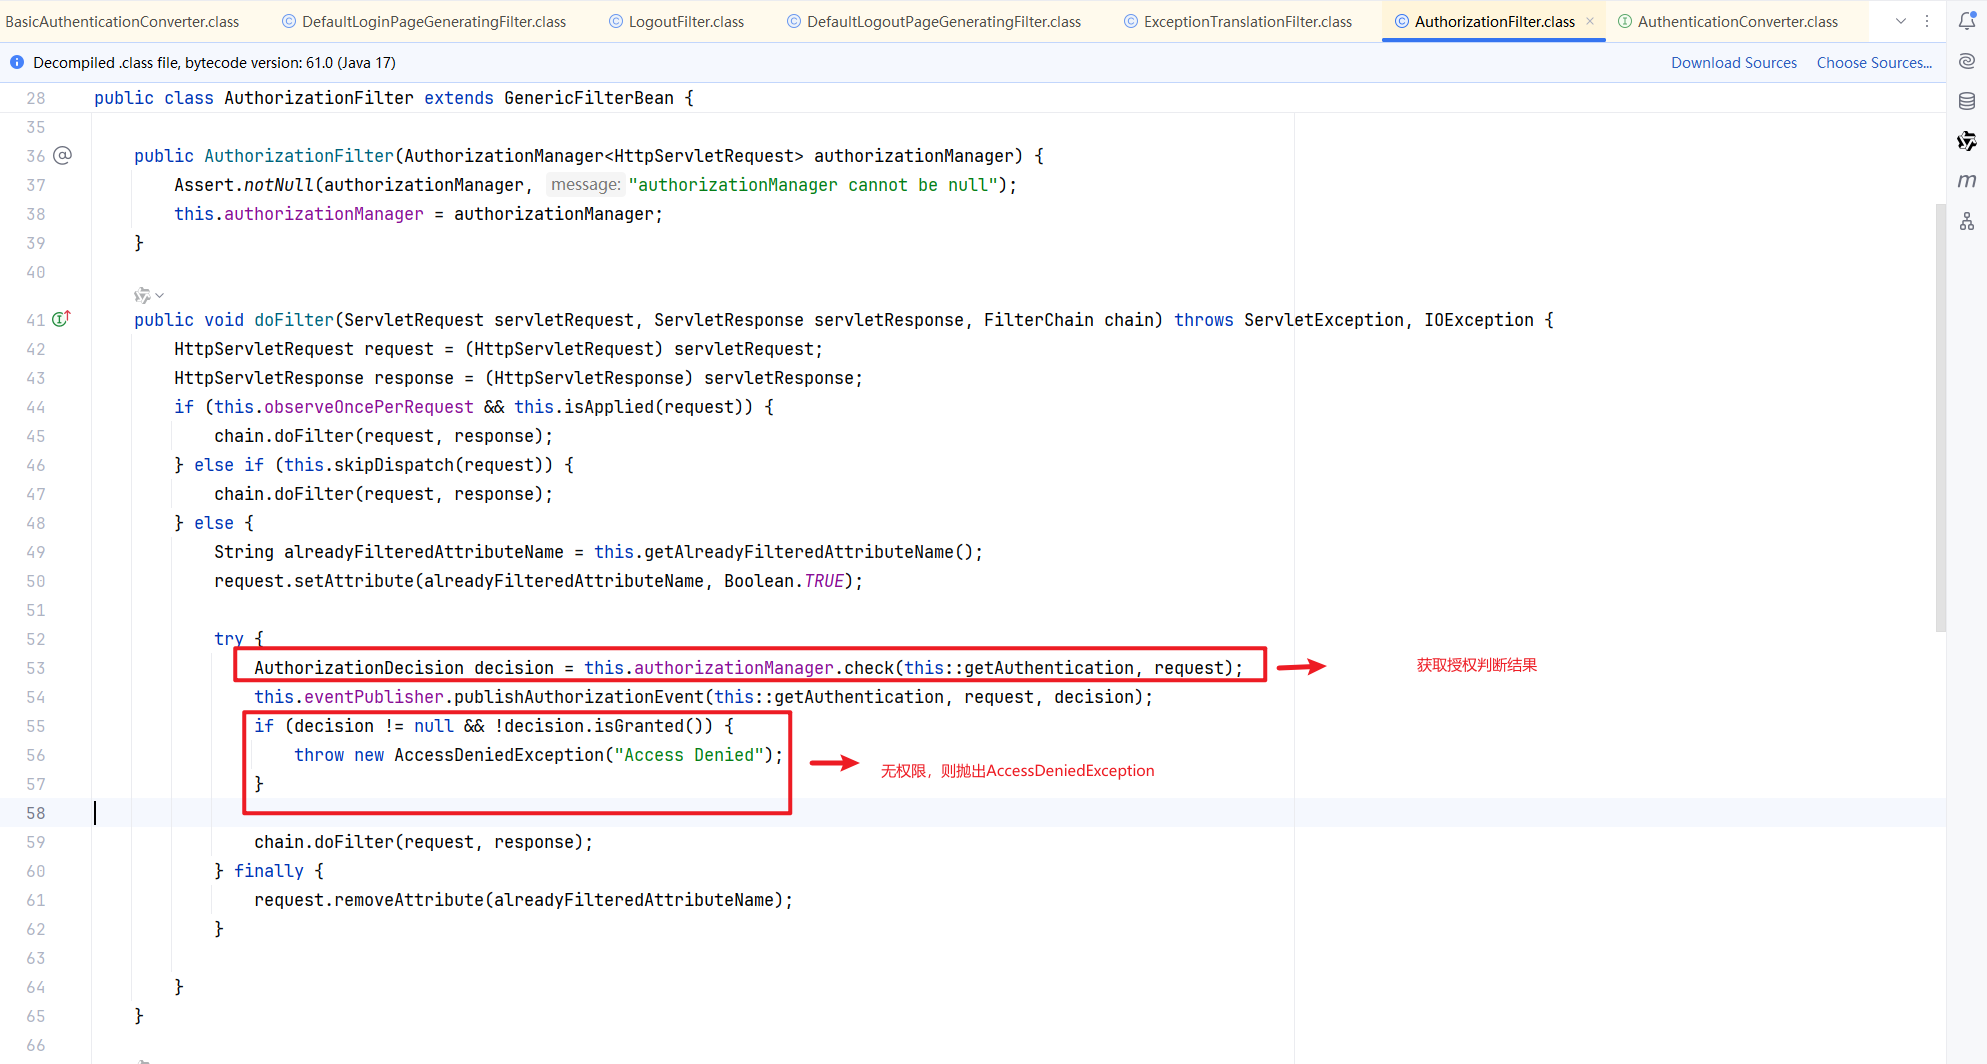 BasicAuthenticationConverter.class DefaultLoginPageGeneratingFilter.class LogoutFilter.class DefaultLogoutPageGeneratingFilter.class ExceptionTranslationFilter.class AuthorizationFilter.class AuthenticationConverter.class
Decompiled .class file, bytecode version: 61.0 (Java 17) Download Sources Choose Sources...
28 public class AuthorizationFilter extends GenericFilterBean {
35
36 public AuthorizationFilter(AuthorizationManager<HttpServletRequest> authorizationManager) {
37 Assert.notNull(authorizationManager, message: "authorizationManager cannot be null");
38 this.authorizationManager = authorizationManager;
39 }
40
41 public void doFilter(ServletRequest servletRequest, ServletResponse servletResponse, FilterChain chain) throws ServletException, IOException {
42 HttpServletRequest request = (HttpServletRequest) servletRequest;
43 HttpServletResponse response = (HttpServletResponse) servletResponse;
44 if (this.observeOncePerRequest && this.isApplied(request)) {
45 chain.doFilter(request, response);
46 } else if (this.skipDispatch(request)) {
47 chain.doFilter(request, response);
48 } else {
49 String alreadyFilteredAttributeName = this.getAlreadyFilteredAttributeName();
50 request.setAttribute(alreadyFilteredAttributeName, Boolean.TRUE);
51
52 try {
53 AuthorizationDecision decision = this.authorizationManager.check(this::getAuthentication, request); 获取授权判断结果
54 this.eventPublisher.publishAuthorizationEvent(this::getAuthentication, request, decision);
55 if (decision != null && !decision.isGranted()) {
56 throw new AccessDeniedException("Access Denied"); 无权限，则抛出AccessDeniedException
57 }
58
59 chain.doFilter(request, response);
60 } finally {
61 request.removeAttribute(alreadyFilteredAttributeName);
62 }
63
64 }
65 }
66